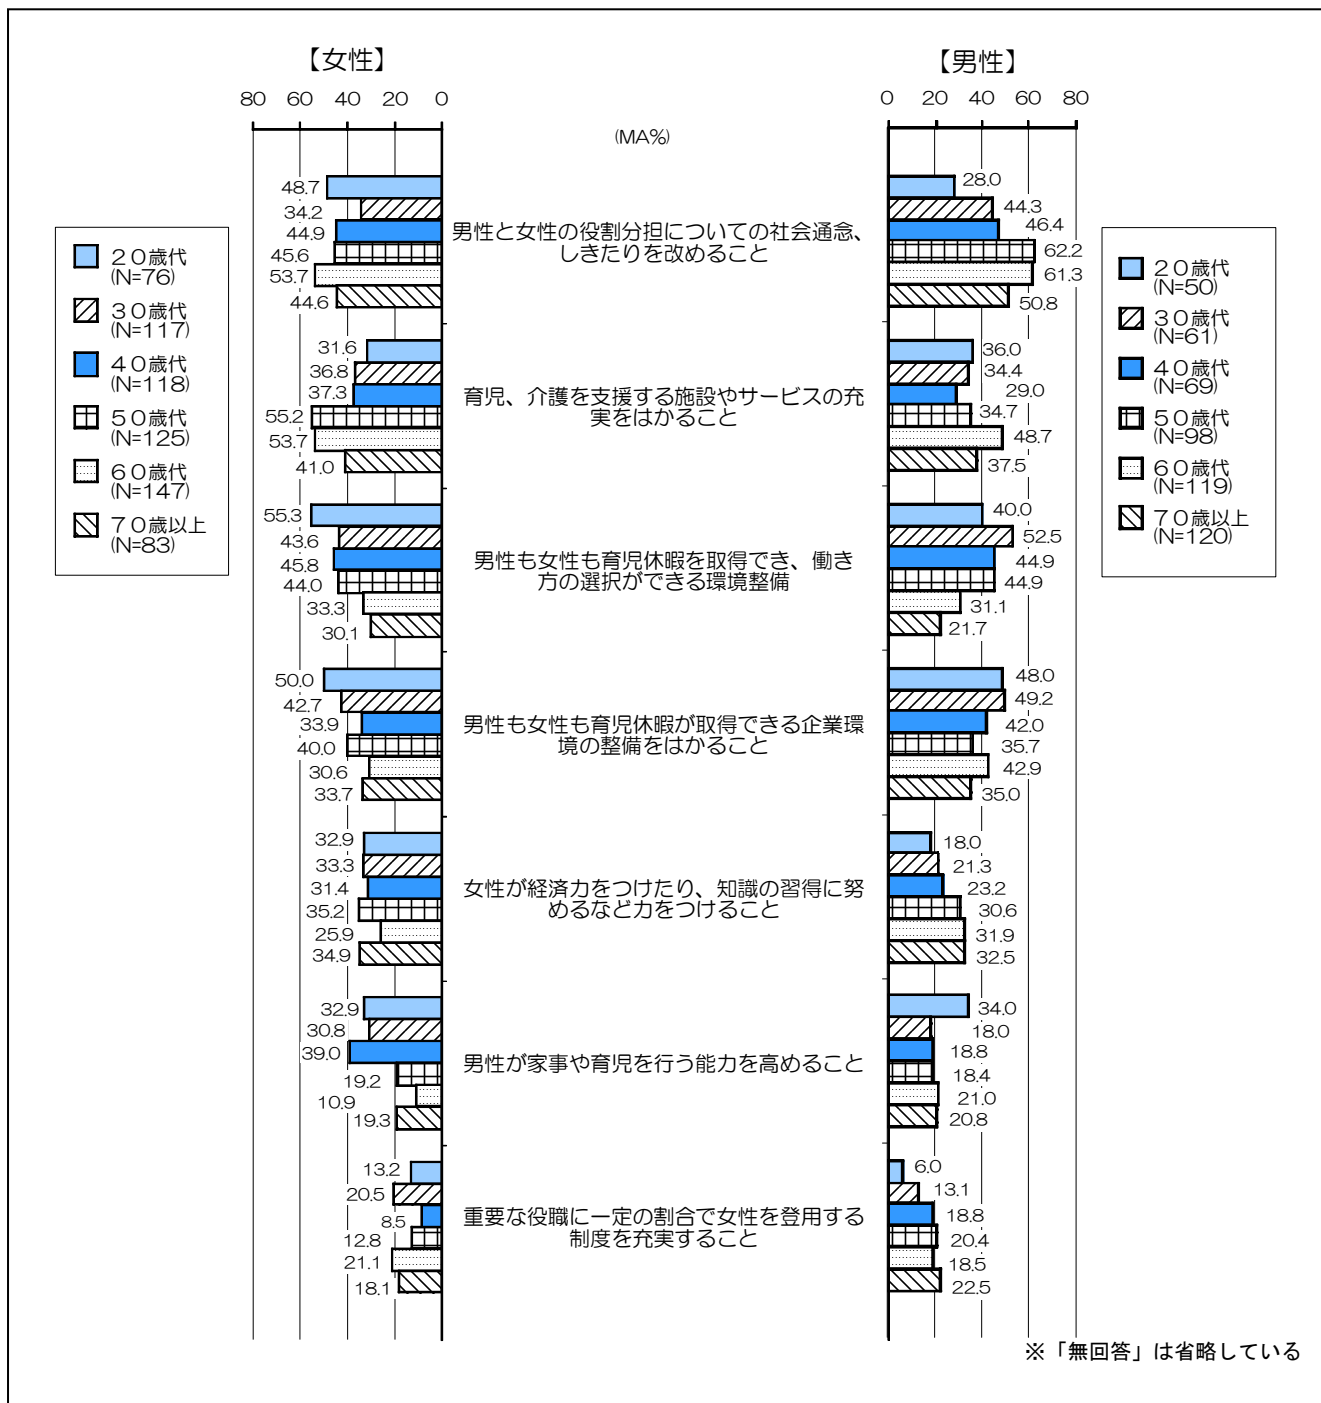 【女性】
【男性】
80 60 40 20 0
0 20 40 60 80
(MA%)
20歳代
(N=76)
30歳代
(N=117)
40歳代
(N=118)
50歳代
(N=125)
60歳代
(N=147)
70歳以上
(N=83)
20歳代
(N=50)
30歳代
(N=61)
40歳代
(N=69)
50歳代
(N=98)
60歳代
(N=119)
70歳以上
(N=120)
男性と女性の役割分担についての社会通念、
しきたりを改めること
48.7
34.2
44.9
45.6
53.7
44.6
28.0
44.3
46.4
62.2
61.3
50.8
育児、介護を支援する施設やサービスの充
実をはかること
31.6
36.8
37.3
55.2
53.7
41.0
36.0
34.4
29.0
34.7
48.7
37.5
男性も女性も育児休暇を取得でき、働き
方の選択ができる環境整備
55.3
43.6
45.8
44.0
33.3
30.1
40.0
52.5
44.9
44.9
31.1
21.7
男性も女性も育児休暇が取得できる企業環
境の整備をはかること
50.0
42.7
33.9
40.0
30.6
33.7
48.0
49.2
42.0
35.7
42.9
35.0
女性が経済力をつけたり、知識の習得に努
めるなど力をつけること
32.9
33.3
31.4
35.2
25.9
34.9
18.0
21.3
23.2
30.6
31.9
32.5
男性が家事や育児を行う能力を高めること
32.9
30.8
39.0
19.2
10.9
19.3
34.0
18.0
18.8
18.4
21.0
20.8
重要な役職に一定の割合で女性を登用する
制度を充実すること
13.2
20.5
8.5
12.8
21.1
18.1
6.0
13.1
18.8
20.4
18.5
22.5
※「無回答」は省略している